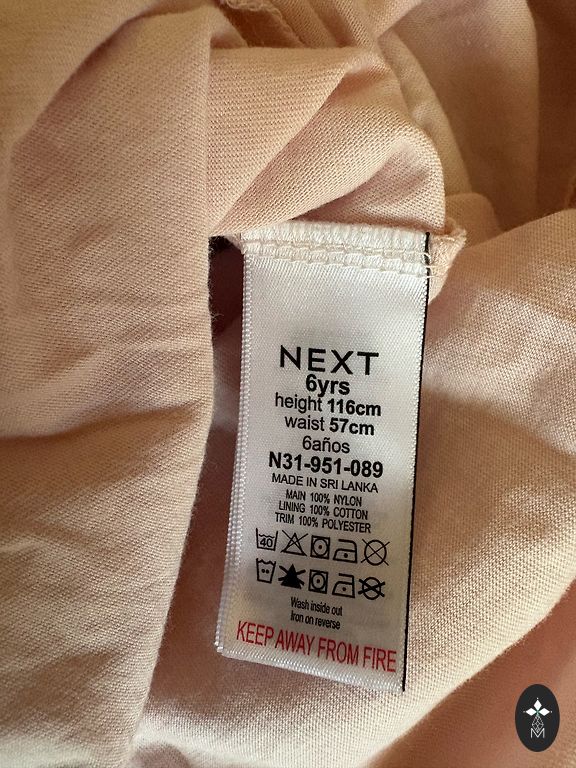 NEXT
6yrs
height 116cm
waist 57cm
6años
N31-951-089
MADE IN SRI LANKA
MAIN 100% NYLON
LINING 100% COTTON
TRIM 100% POLYESTER
40
Wash inside out
Iron on reverse
KEEP AWAY FROM FIRE
M